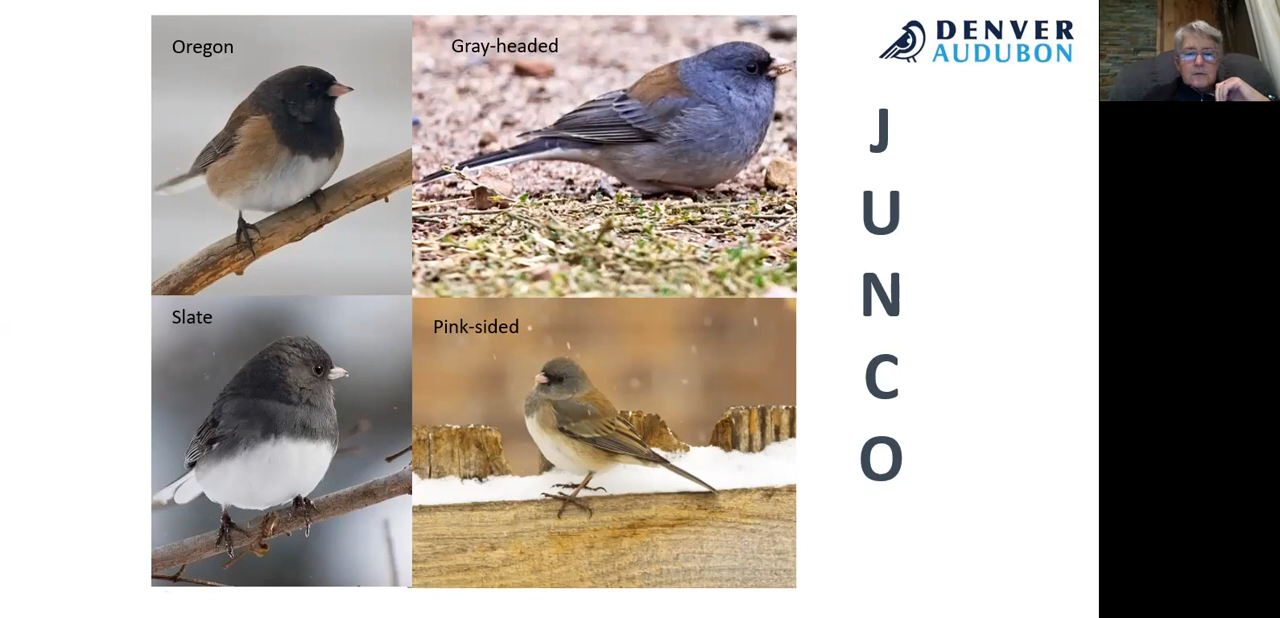 Oregon
Gray-headed
Slate
Pink-sided
DENVER
AUDUBON
J
U
N
C
O